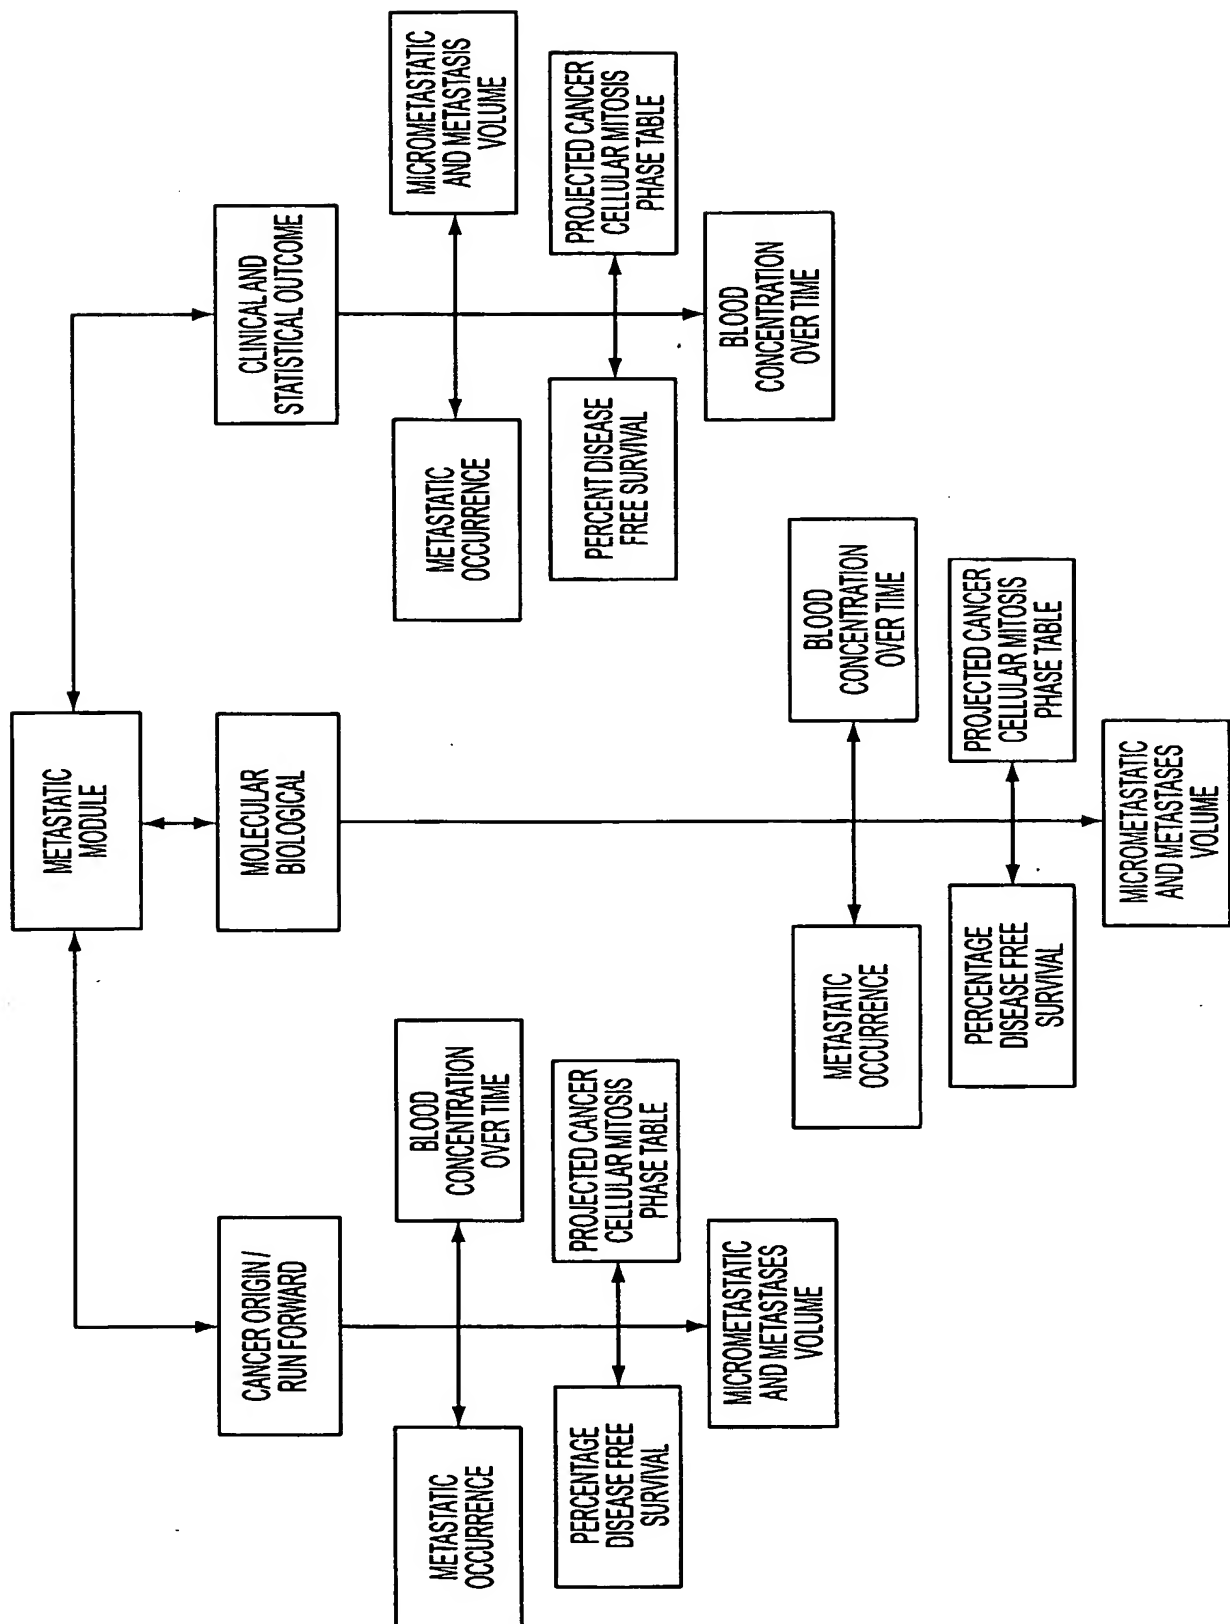 METASTATIC
MODULE
CANCER ORIGIN /
RUN FORWARD
MOLECULAR
BIOLOGICAL
CLINICAL AND
STATISTICAL OUTCOME
METASTATIC
OCCURRENCE
BLOOD
CONCENTRATION
OVER TIME
PERCENTAGE
DISEASE FREE
SURVIVAL
PROJECTED CANCER
CELLULAR MITOSIS
PHASE TABLE
MICROMETASTATIC
AND METASTASES
VOLUME
METASTATIC
OCCURRENCE
BLOOD
CONCENTRATION
OVER TIME
PERCENTAGE
DISEASE FREE
SURVIVAL
PROJECTED CANCER
CELLULAR MITOSIS
PHASE TABLE
MICROMETASTATIC
AND METASTASES
VOLUME
METASTATIC
OCCURRENCE
MICROMETASTATIC
AND METASTASIS
VOLUME
PERCENT DISEASE
FREE SURVIVAL
PROJECTED CANCER
CELLULAR MITOSIS
PHASE TABLE
BLOOD
CONCENTRATION
OVER TIME